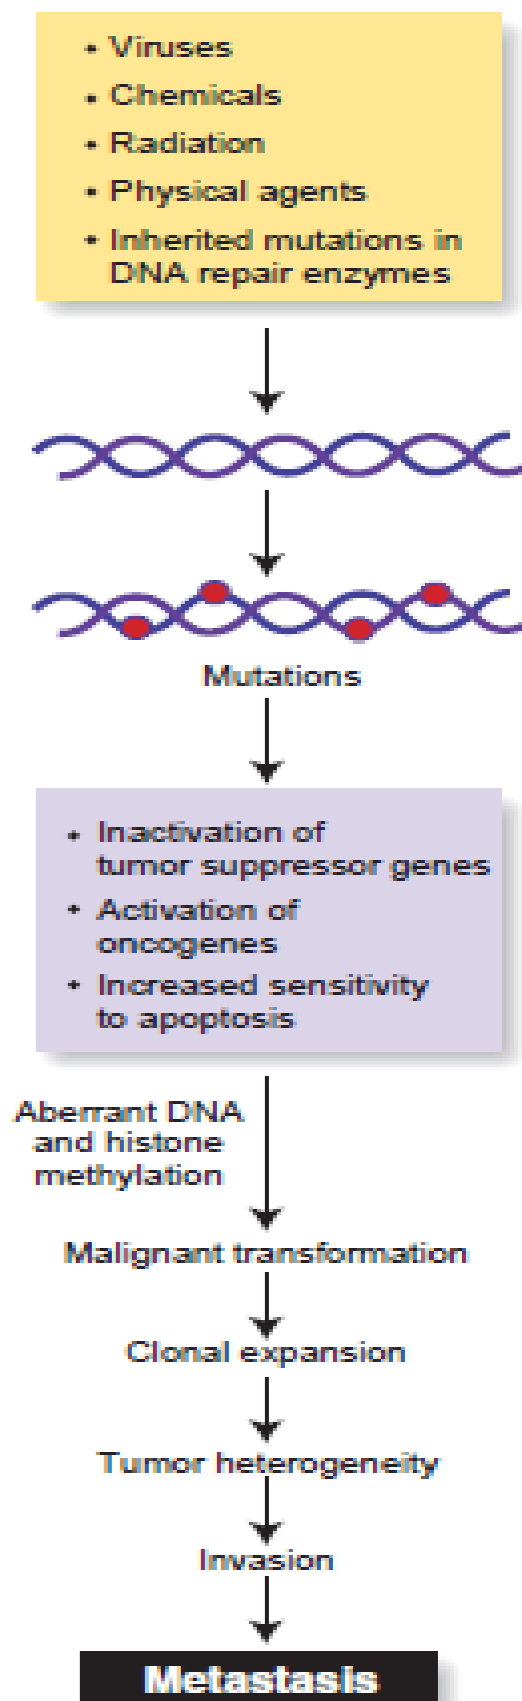 • Viruses
• Chemicals
• Radiation
• Physical agents
• Inherited mutations in
DNA repair enzymes
Mutations
• Inactivation of
tumor suppressor genes
• Activation of
oncogenes
• Increased sensitivity
to apoptosis
Aberrant DNA
and histone
methylation
Malignant transformation
Clonal expansion
Tumor heterogeneity
Invasion
Metastasis